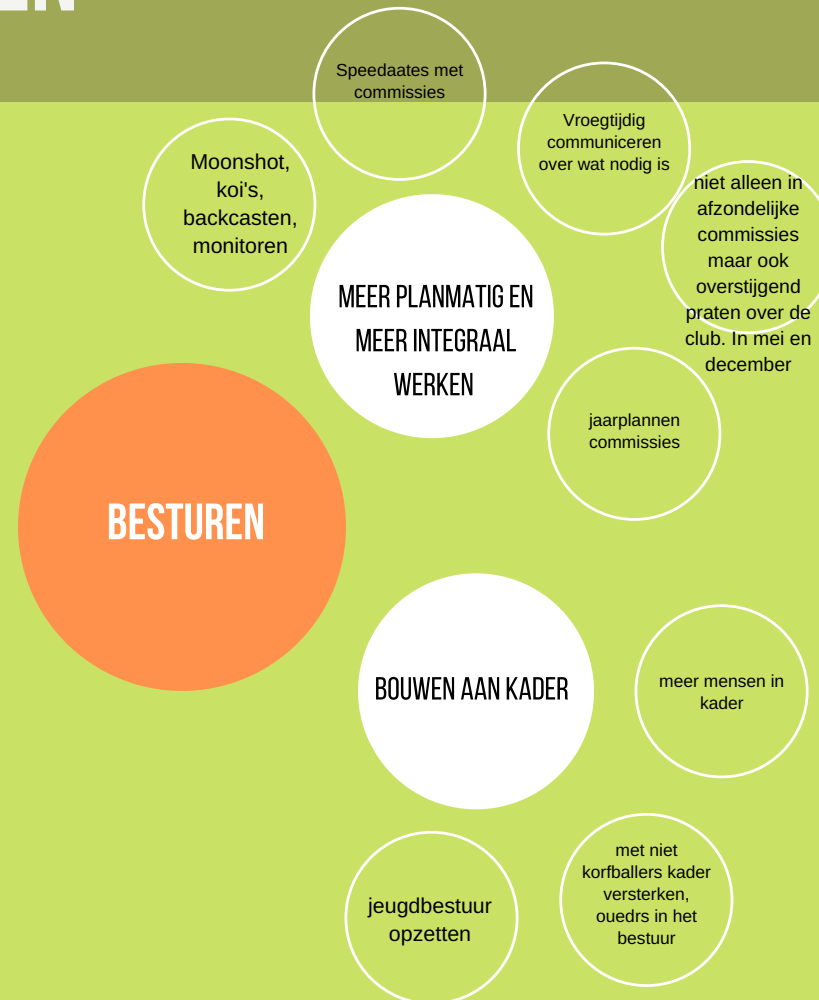 EN
Speedaates met
commissies
Vroegtijdig
communiceren
over wat nodig is
Moonshot,
koi's,
backcasten,
monitoren
niet alleen in
afzondelijke
commissies
maar ook
overstijgend
praten over de
club. In mei en
december
MEER PLANMATIG EN
MEER INTEGRAAL
WERKEN
jaarplannen
commissies
BESTUREN
BOUWEN AAN KADER
meer mensen in
kader
met niet
korfballers kader
versterken,
ouedrs in het
bestuur
jeugdbestuur
opzetten